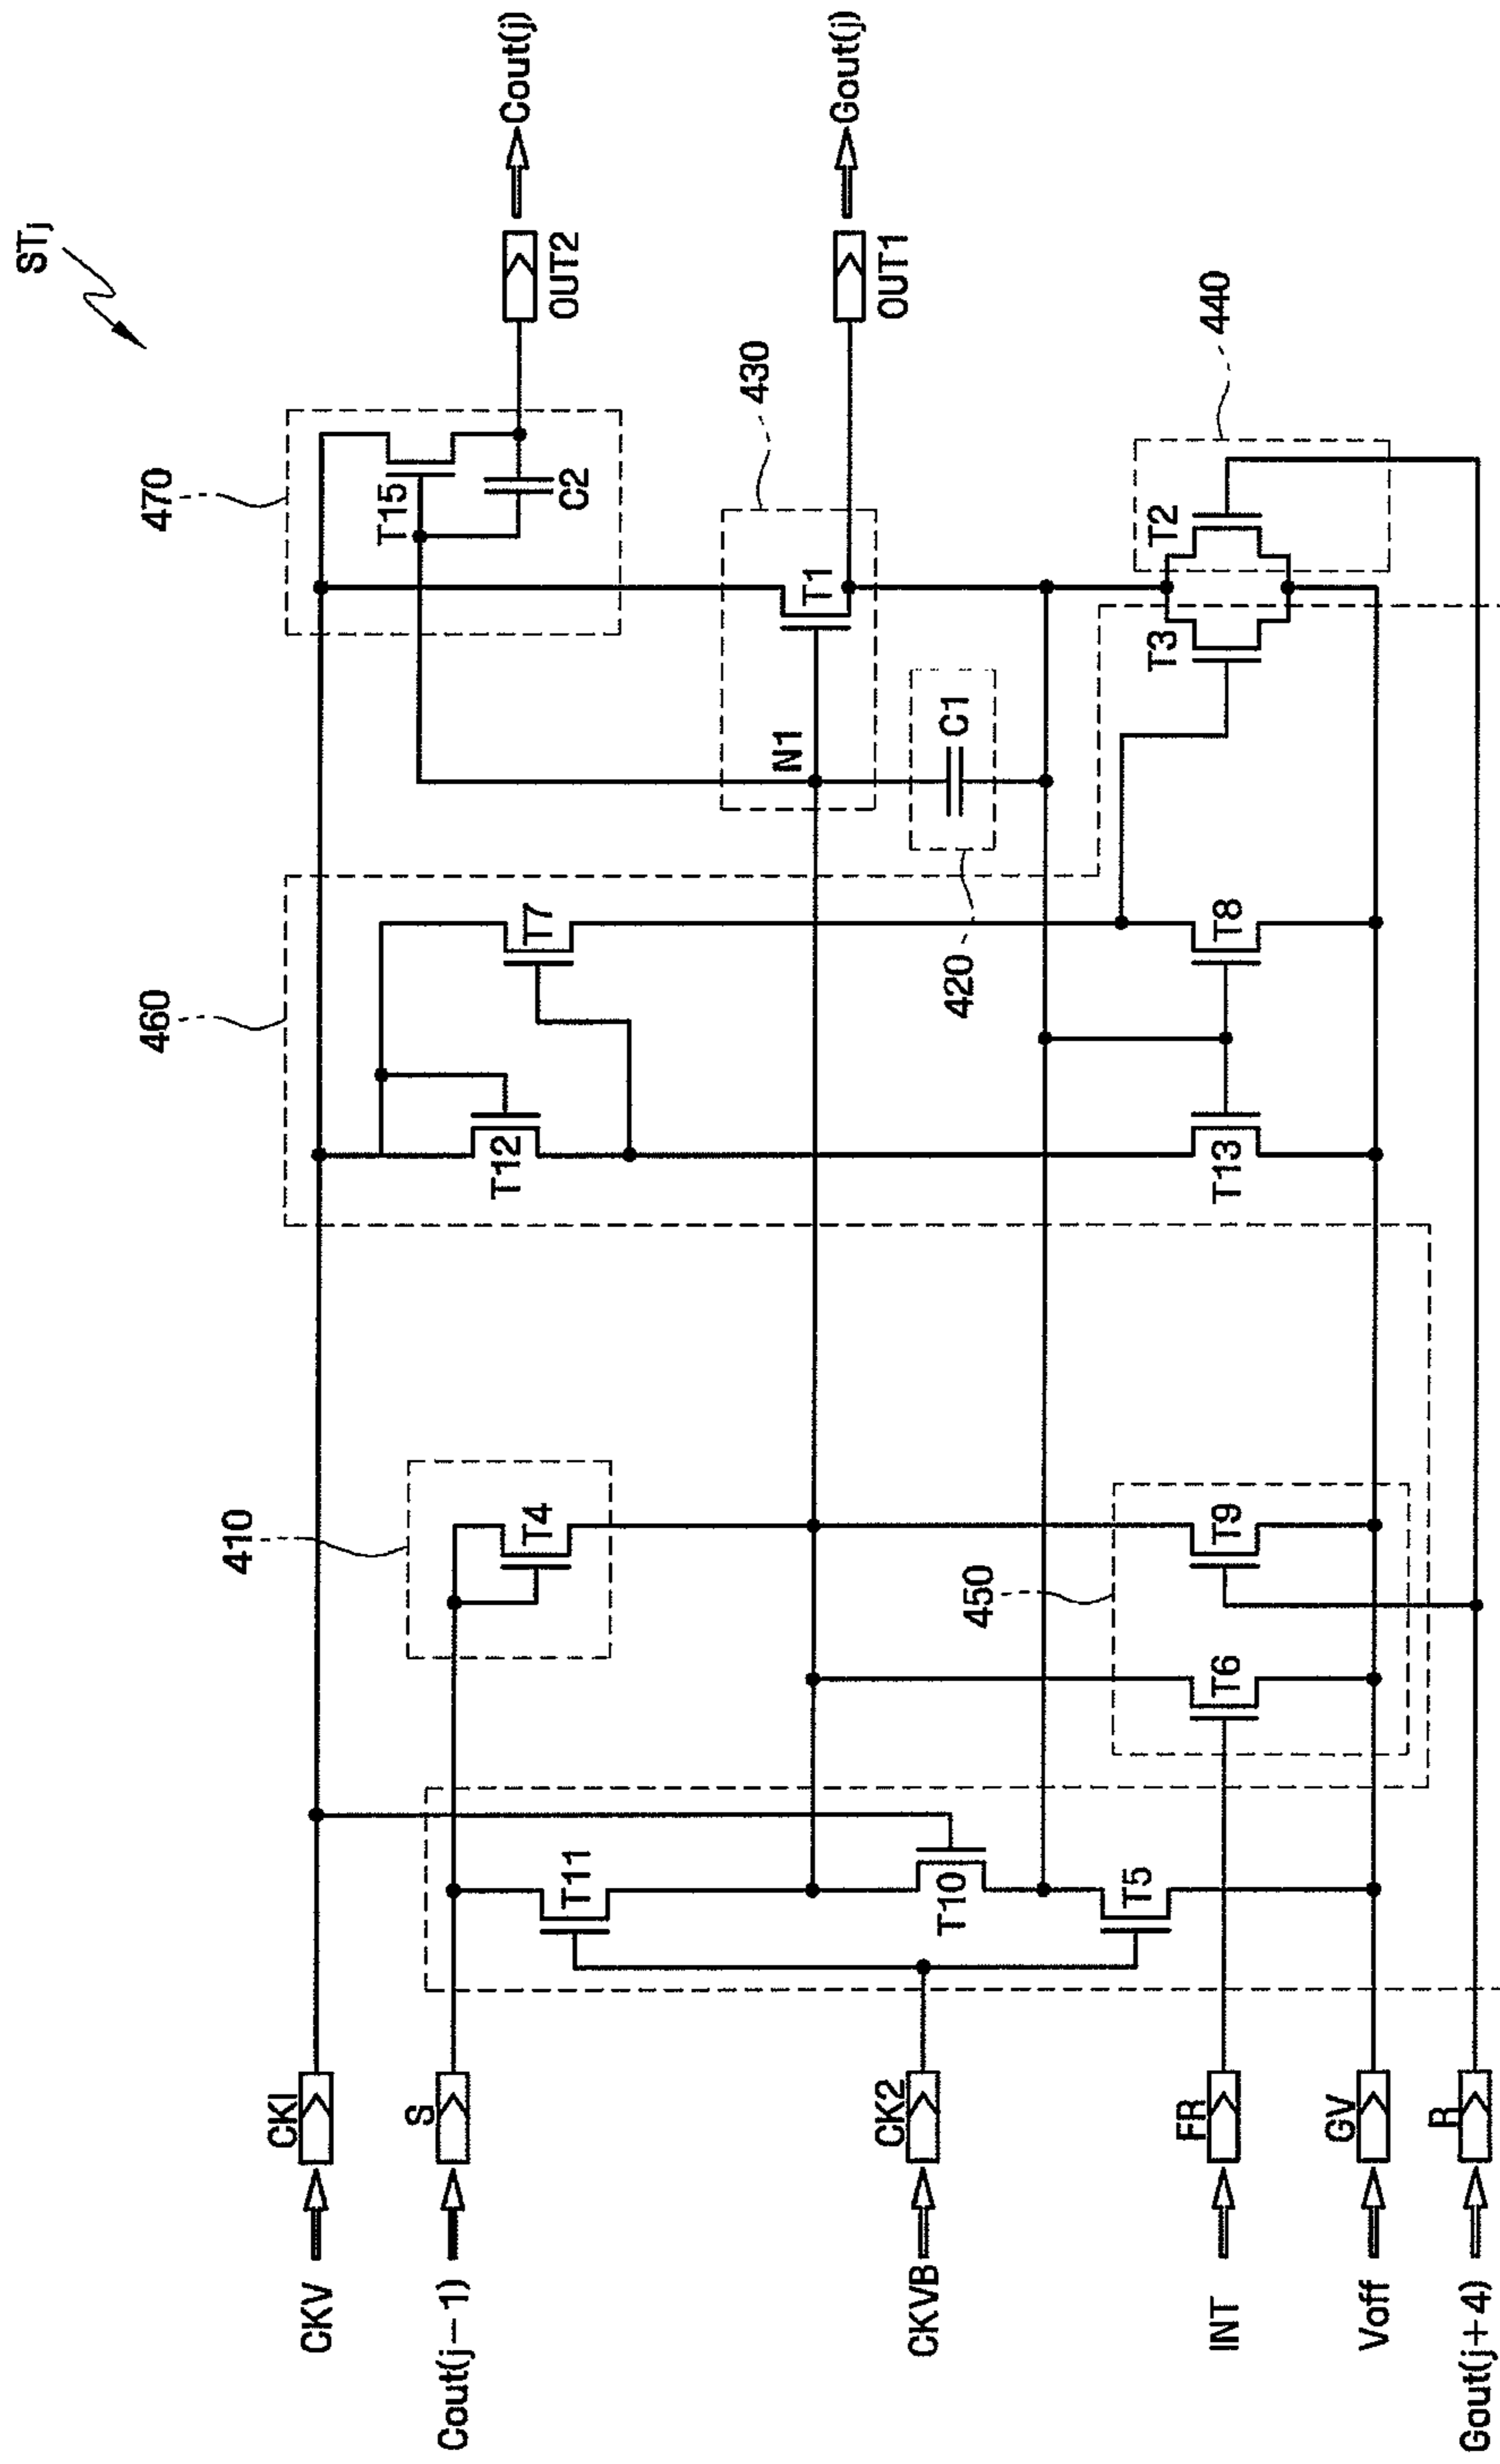 STj
CKV
CKI
Cout(j−1)
S
CKVB
CK2
INT
FR
Voff
GV
Gout(j+4)
R
410
T4
T11
T10
T5
450
T6
T9
460
T12
T7
T13
T8
420
C1
N1
430
T1
470
T15
C2
T3
T2
440
OUT2
Cout(j)
OUT1
Gout(j)